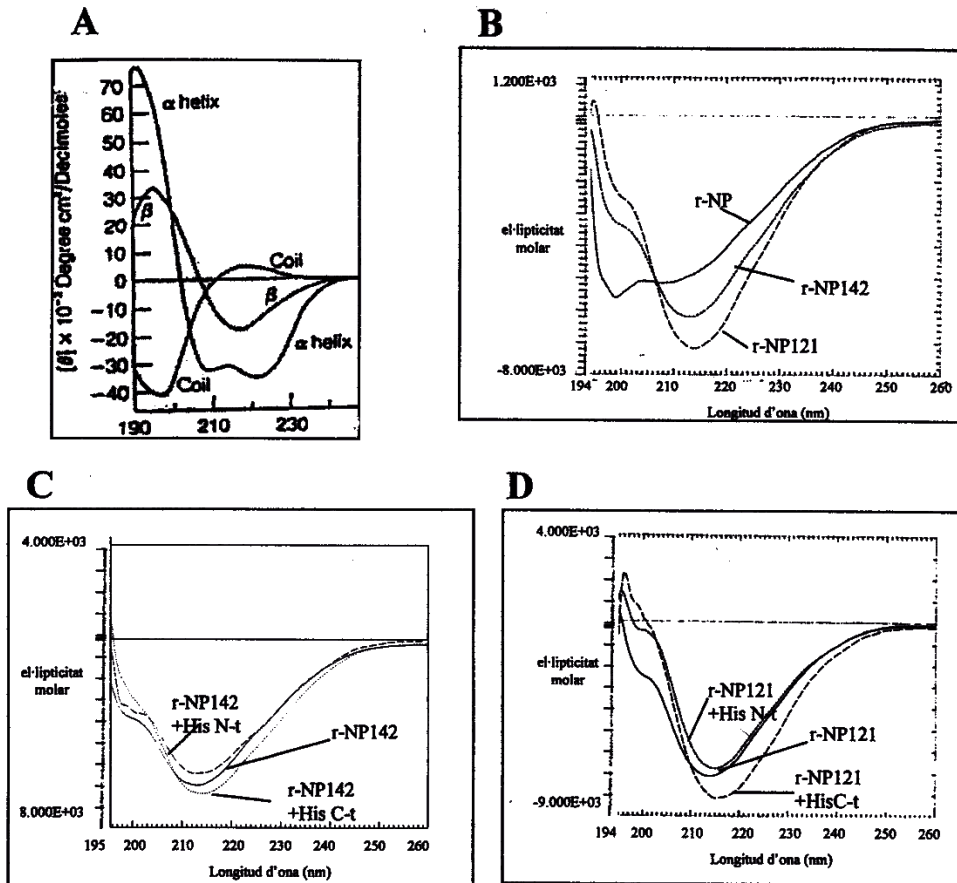 A
[θ] × 10⁻³ Degree cm²/Decimoles
70
60
50
40
30
20
10
0
−10
−20
−30
−40
α helix
β
Coil
β
α helix
Coil
190
210
230
B
1.200E+03
el·lipticitat
molar
-8.000E+03
r-NP
r-NP142
r-NP121
194
200
210
220
230
240
250
260
Longitud d'ona (nm)
C
4.000E+03
el·lipticitat
molar
8.000E+03
r-NP142
+His N-t
r-NP142
r-NP142
+His C-t
195
200
210
220
230
240
250
260
Longitud d'ona (nm)
D
4.000E+03
el·lipticitat
molar
-9.000E+03
r-NP121
+His N-t
r-NP121
r-NP121
+HisC-t
194
200
210
220
230
240
250
260
Longitud d'ona (nm)